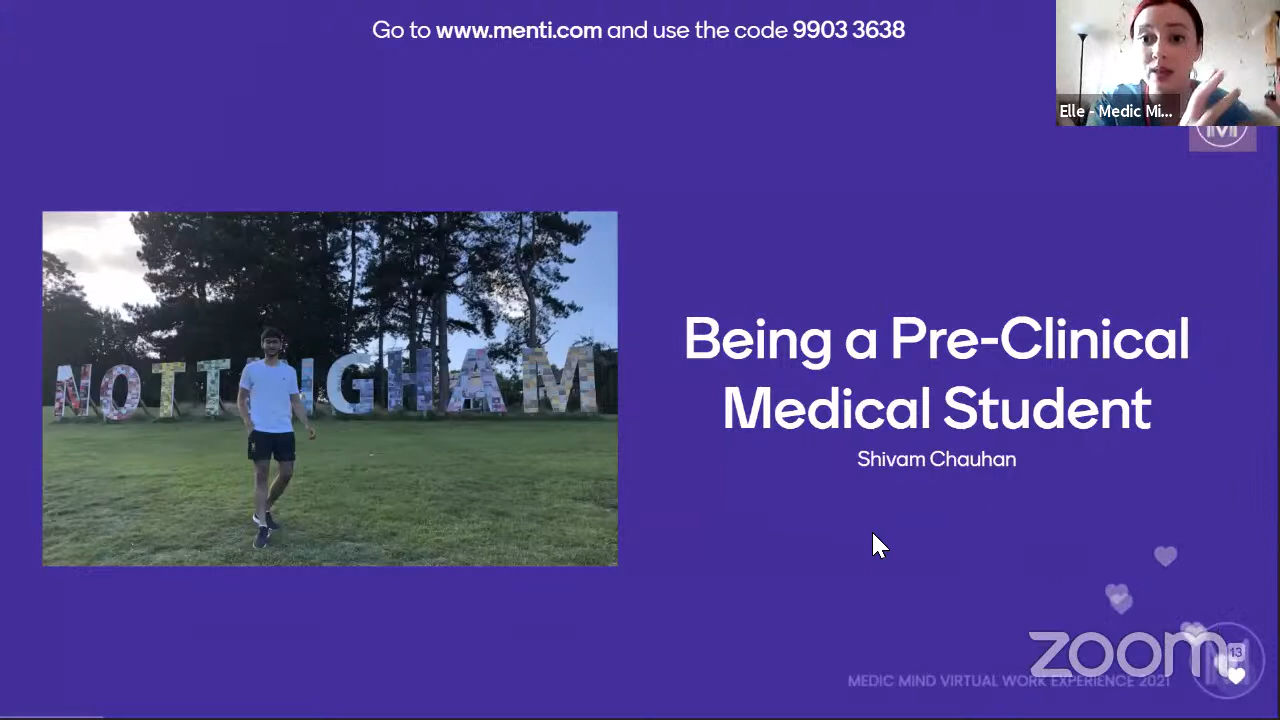 Go to www.menti.com and use the code 9903 3638
Elle - Medic Mi...
M
NOTTINGHAM
Being a Pre-Clinical
Medical Student
Shivam Chauhan
zoom
13
MEDIC MIND VIRTUAL WORK EXPERIENCE 2021